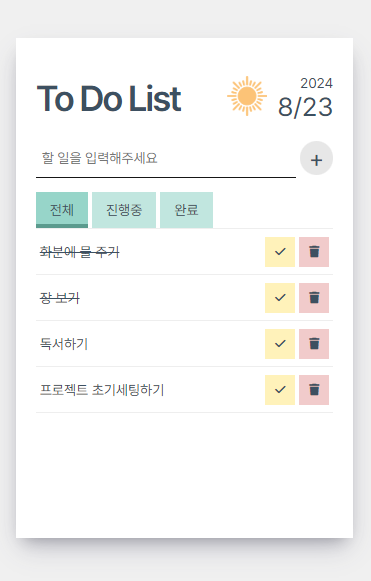 To Do List
2024
8/23
할 일을 입력해주세요
+
전체 진행중 완료
화분에 물 주기
장 보기
독서하기
프로젝트 초기세팅하기